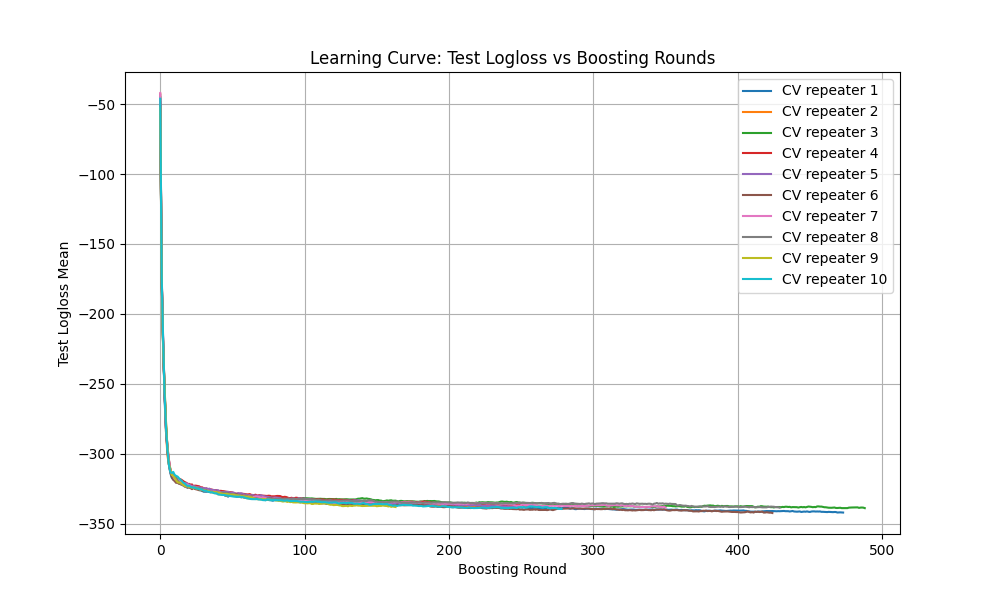 Learning Curve: Test Logloss vs Boosting Rounds
Test Logloss Mean
−50
−100
−150
−200
−250
−300
−350
0
100
200
300
400
500
Boosting Round
CV repeater 1
CV repeater 2
CV repeater 3
CV repeater 4
CV repeater 5
CV repeater 6
CV repeater 7
CV repeater 8
CV repeater 9
CV repeater 10